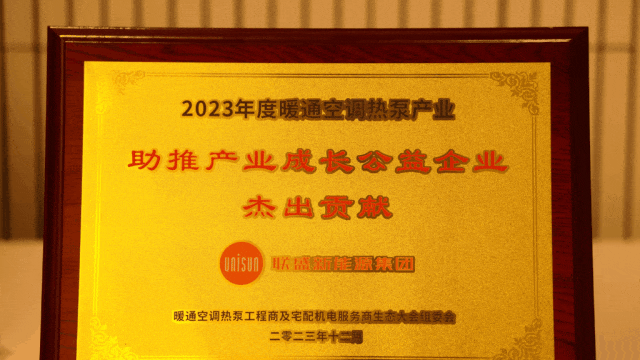 2023年度暖通空调热泵产业
助推产业成长公益企业
杰出贡献
unisun 联盛新能源集团
暖通空调热泵工程商及宅配机电服务商生态大会组委会
二零二三年十二月